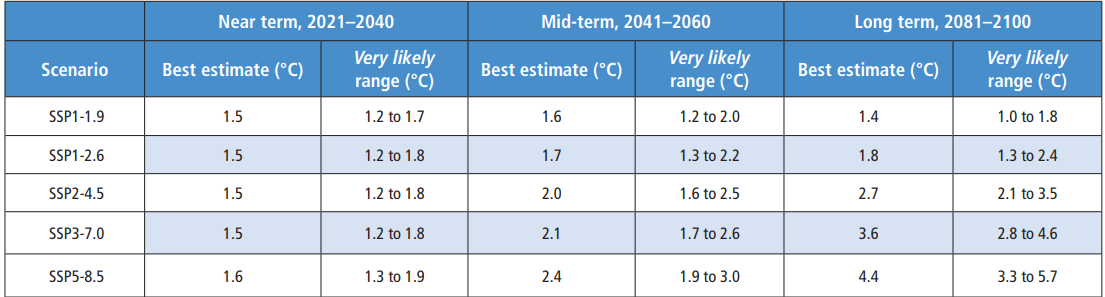 Near term, 2021–2040 Mid-term, 2041–2060 Long term, 2081–2100
Scenario Best estimate (°C) Very likely range (°C) Best estimate (°C) Very likely range (°C) Best estimate (°C) Very likely range (°C)
SSP1-1.9 1.5 1.2 to 1.7 1.6 1.2 to 2.0 1.4 1.0 to 1.8
SSP1-2.6 1.5 1.2 to 1.8 1.7 1.3 to 2.2 1.8 1.3 to 2.4
SSP2-4.5 1.5 1.2 to 1.8 2.0 1.6 to 2.5 2.7 2.1 to 3.5
SSP3-7.0 1.5 1.2 to 1.8 2.1 1.7 to 2.6 3.6 2.8 to 4.6
SSP5-8.5 1.6 1.3 to 1.9 2.4 1.9 to 3.0 4.4 3.3 to 5.7